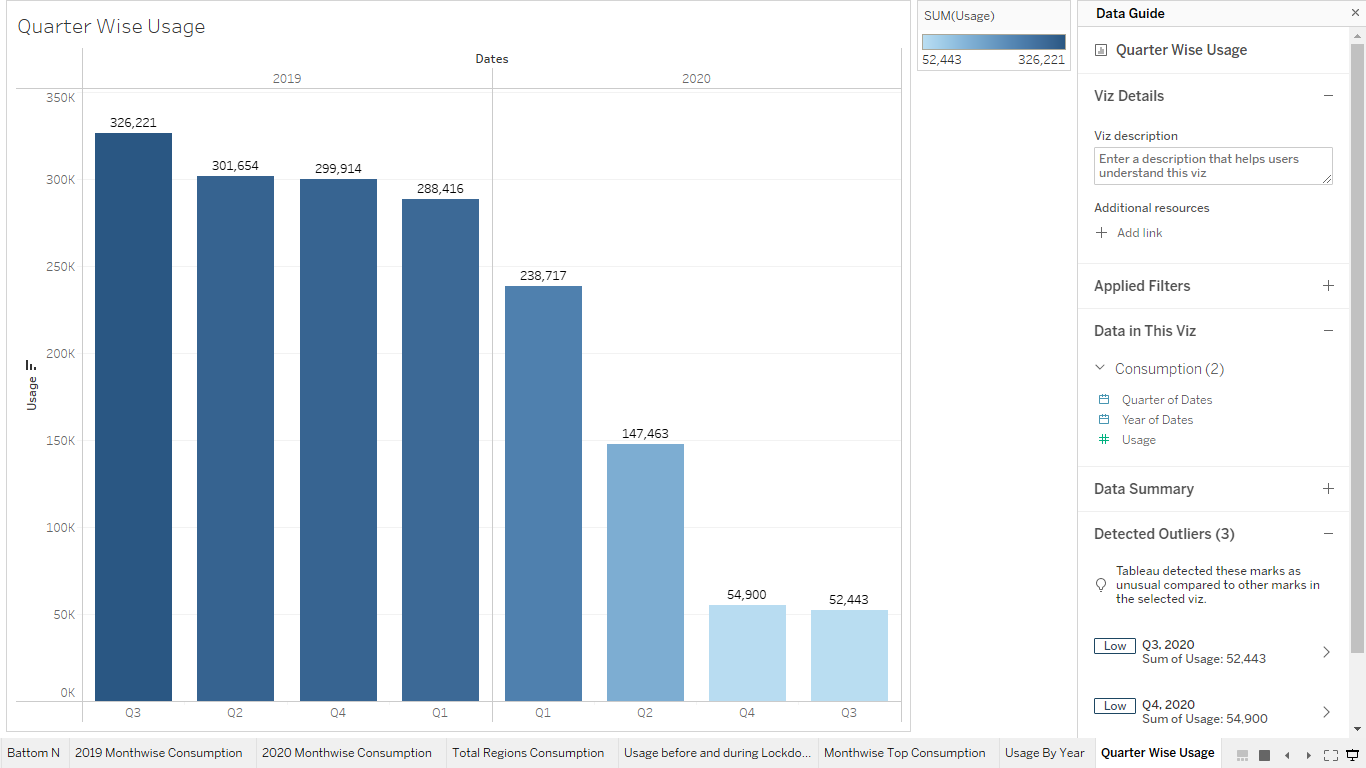 Quarter Wise Usage
Dates
2019
2020
350K
300K
250K
200K
150K
100K
50K
0K
Usage
326,221
301,654
299,914
288,416
238,717
147,463
54,900
52,443
Q3
Q2
Q4
Q1
Q1
Q2
Q4
Q3
SUM(Usage)
52,443
326,221
Data Guide
Quarter Wise Usage
Viz Details
Viz description
Enter a description that helps users
understand this viz
Additional resources
Add link
Applied Filters
Data in This Viz
Consumption (2)
Quarter of Dates
Year of Dates
Usage
Data Summary
Detected Outliers (3)
Tableau detected these marks as
unusual compared to other marks in
the selected viz.
Low
Q3, 2020
Sum of Usage: 52,443
Low
Q4, 2020
Sum of Usage: 54,900
Battom N
2019 Monthwise Consumption
2020 Monthwise Consumption
Total Regions Consumption
Usage before and during Lockdo...
Monthwise Top Consumption
Usage By Year
Quarter Wise Usage